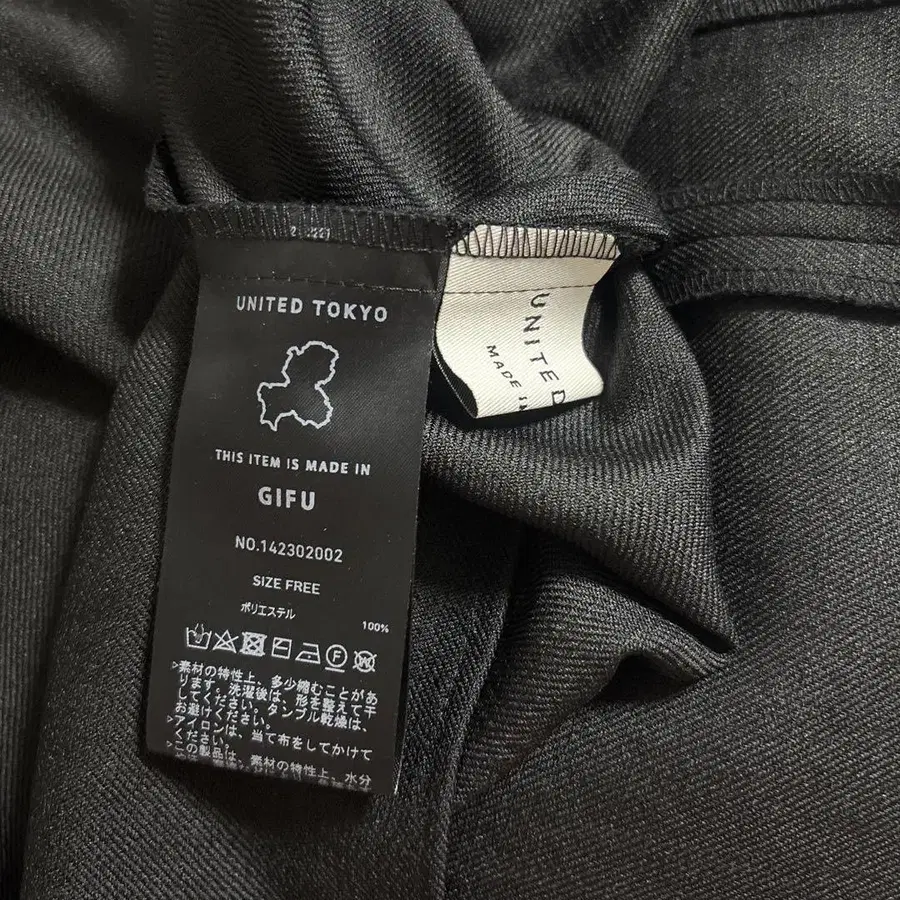 UNITED TOKYO
THIS ITEM IS MADE IN
GIFU
NO.142302002
SIZE FREE
ポリエステル
100%
▷素材の特性上、多少縮むことがあ
ります。洗濯後は、形を整えて干
してください。タンブル乾燥は、
お避けください。
▷アイロンは、当て布をしてかけて
ください。
▷この製品は、素材の特性上、水分
UNITED
MADE IN